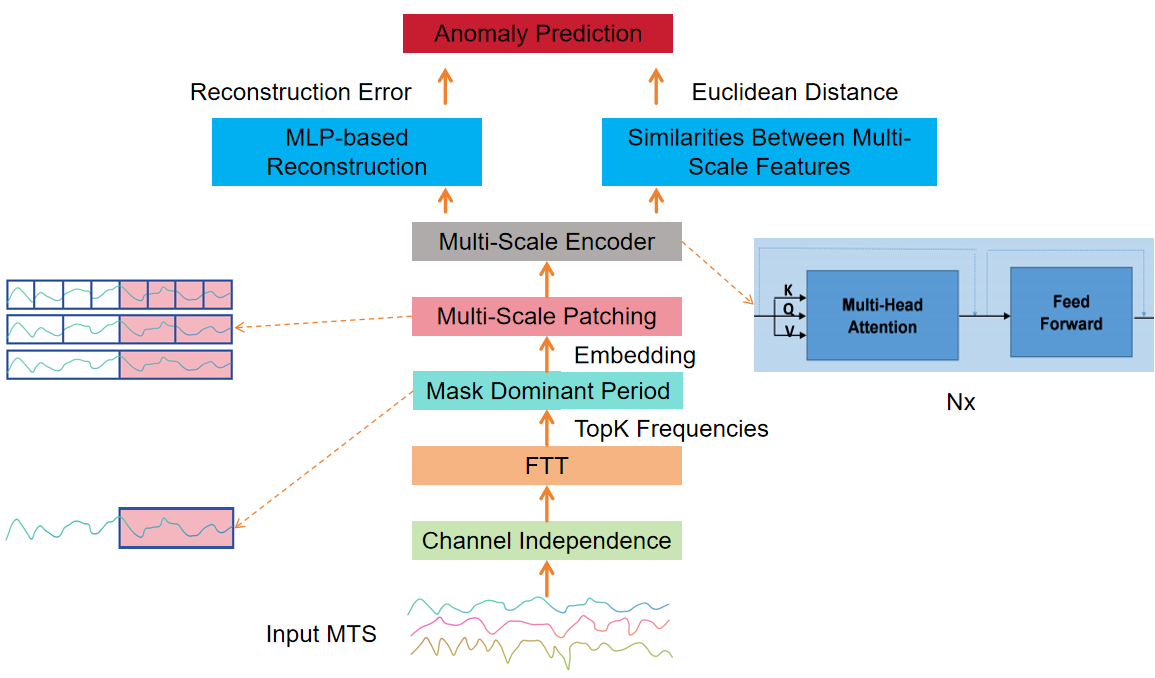 Anomaly Prediction
Reconstruction Error
Euclidean Distance
MLP-based
Reconstruction
Similarities Between Multi-
Scale Features
Multi-Scale Encoder
Multi-Scale Patching
K
Q
V
Multi-Head
Attention
Feed
Forward
Nx
Embedding
Mask Dominant Period
TopK Frequencies
FTT
Channel Independence
Input MTS